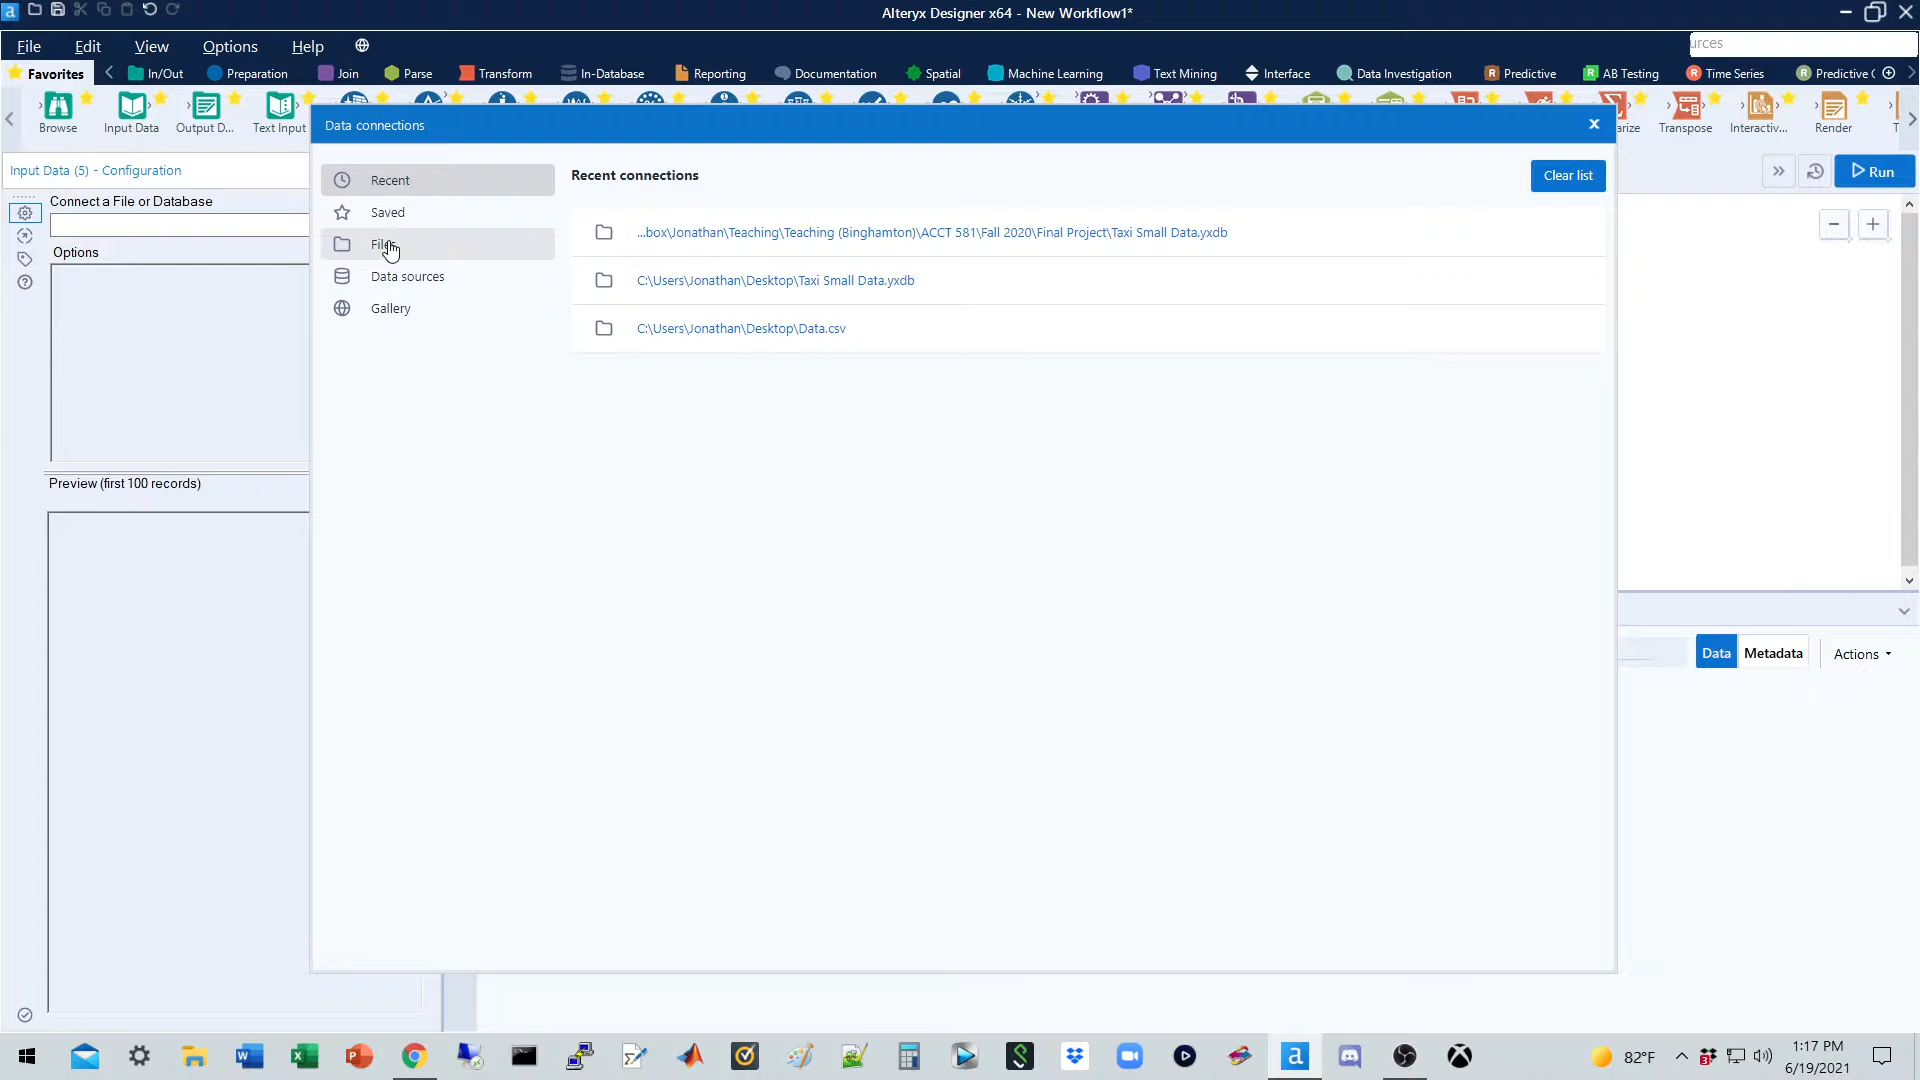 Alteryx Designer x64 - New Workflow1*
File Edit View Options Help
urces
Favorites In/Out Preparation Join Parse Transform In-Database Reporting Documentation Spatial Machine Learning Text Mining Interface Data Investigation Predictive AB Testing Time Series Predictive
Browse Input Data Output D... Text Input Transpose Interactiv... Render
Data connections
Input Data (5) - Configuration
Run
Connect a File or Database
Options
Preview (first 100 records)
Recent
Saved
Files
Data sources
Gallery
Recent connections
Clear list
...box\Jonathan\Teaching\Teaching (Binghamton)\ACCT 581\Fall 2020\Final Project\Taxi Small Data.yxdb
C:\Users\Jonathan\Desktop\Taxi Small Data.yxdb
C:\Users\Jonathan\Desktop\Data.csv
Data Metadata Actions
82°F
1:17 PM
6/19/2021